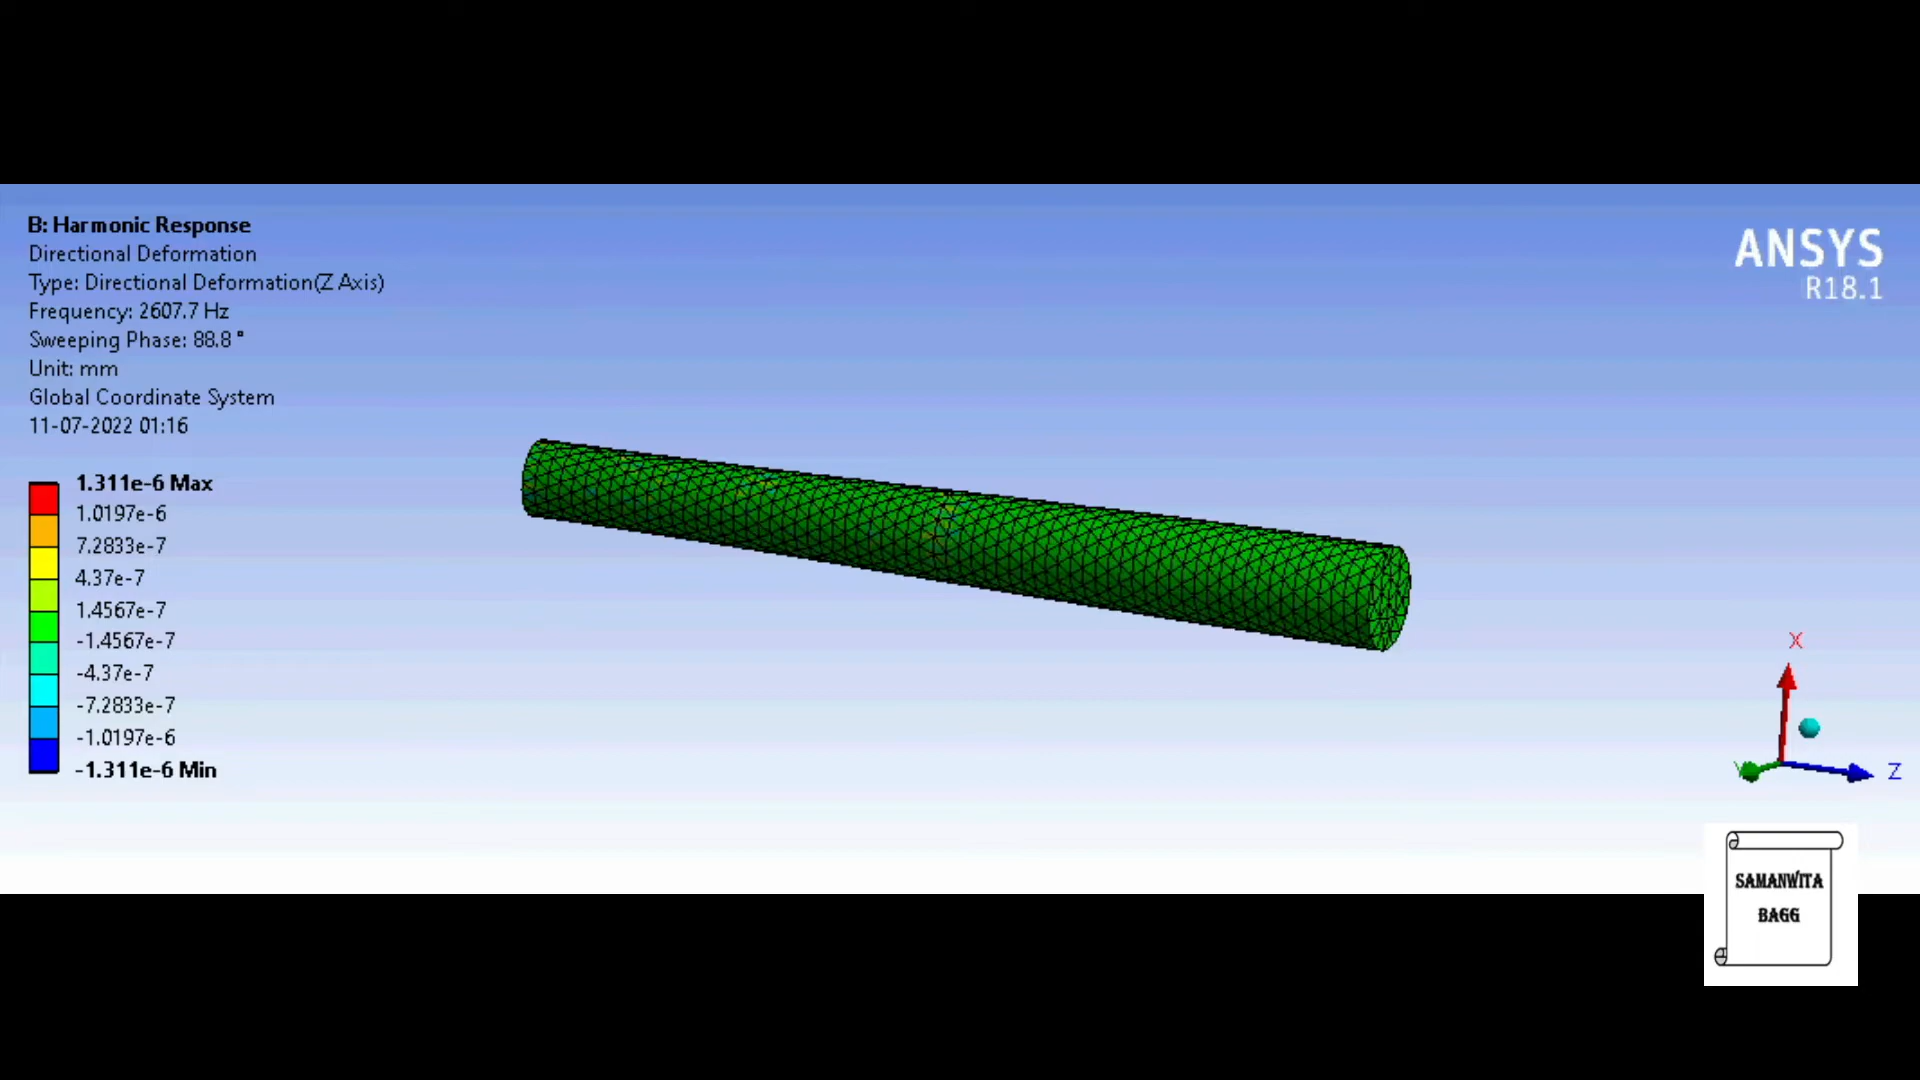 B: Harmonic Response
Directional Deformation
Type: Directional Deformation(Z Axis)
Frequency: 2607.7 Hz
Sweeping Phase: 88.8 °
Unit: mm
Global Coordinate System
11-07-2022 01:16
1.311e-6 Max
1.0197e-6
7.2833e-7
4.37e-7
1.4567e-7
-1.4567e-7
-4.37e-7
-7.2833e-7
-1.0197e-6
-1.311e-6 Min
ANSYS
R18.1
X
Y
Z
SAMANWITA
BAGG